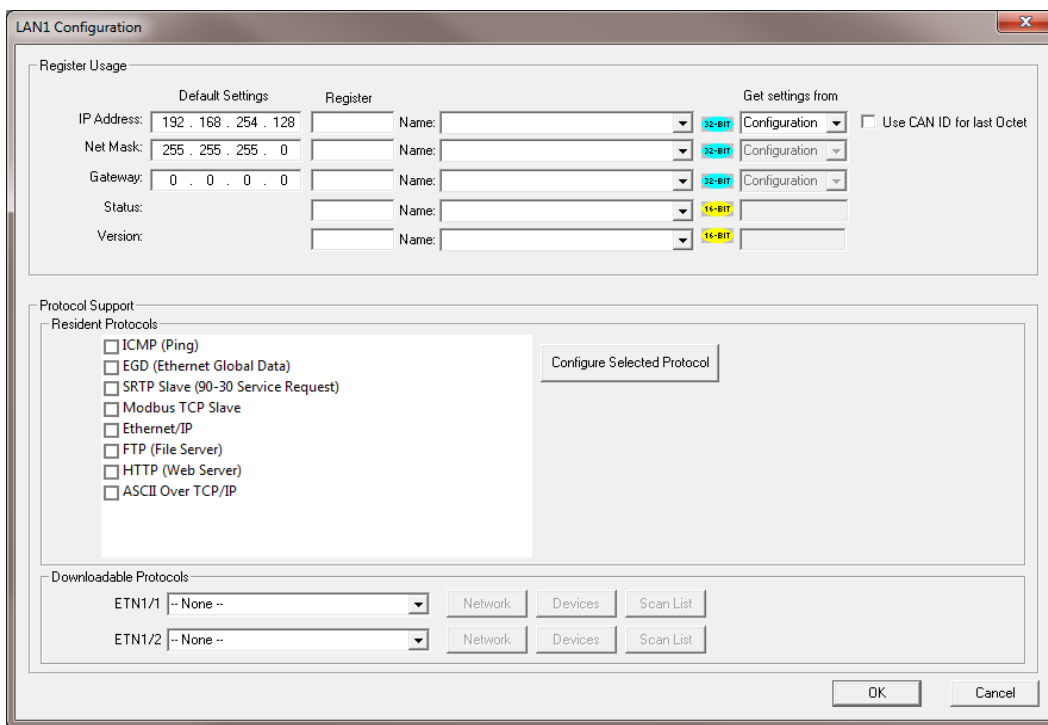 LAN1 Configuration
Register Usage
Default Settings Register Get settings from
IP Address: 192 . 168 . 254 . 128 Name: 32-BIT Configuration Use CAN ID for last Octet
Net Mask: 255 . 255 . 255 . 0 Name: 32-BIT Configuration
Gateway: 0 . 0 . 0 . 0 Name: 32-BIT Configuration
Status: Name: 16-BIT
Version: Name: 16-BIT
Protocol Support
Resident Protocols
ICMP (Ping)
Configure Selected Protocol
EGD (Ethernet Global Data)
SRTP Slave (90-30 Service Request)
Modbus TCP Slave
Ethernet/IP
FTP (File Server)
HTTP (Web Server)
ASCII Over TCP/IP
Downloadable Protocols
ETN1/1 -- None -- Network Devices Scan List
ETN1/2 -- None -- Network Devices Scan List
OK Cancel